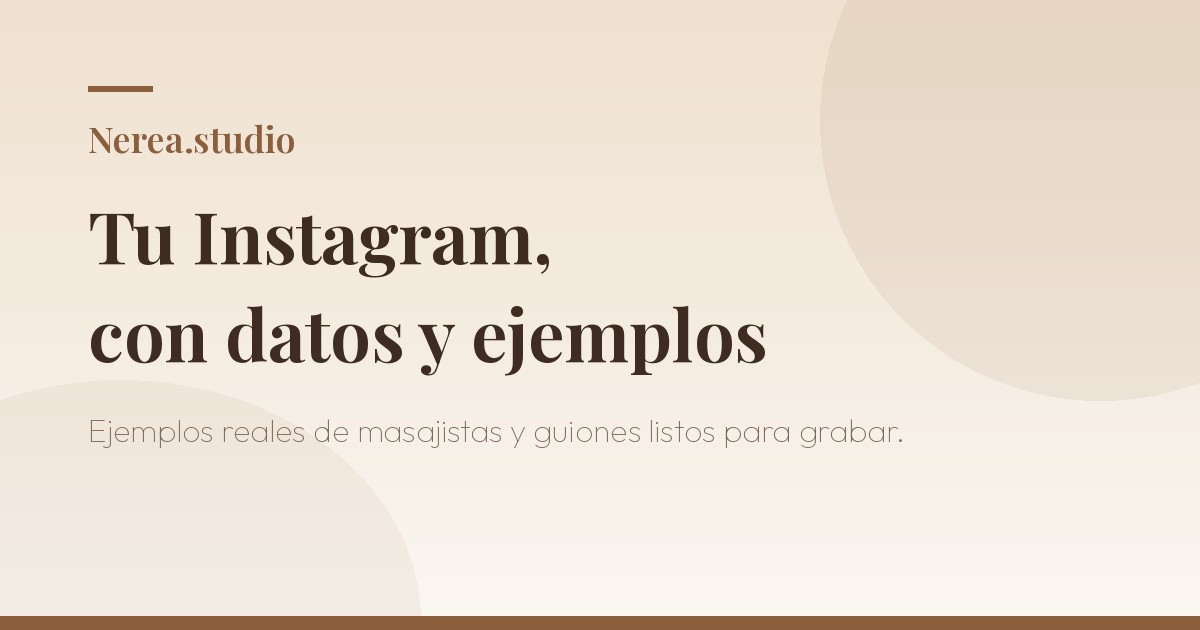 Nerea.studio
Tu Instagram,
con datos y ejemplos
Ejemplos reales de masajistas y guiones listos para grabar.